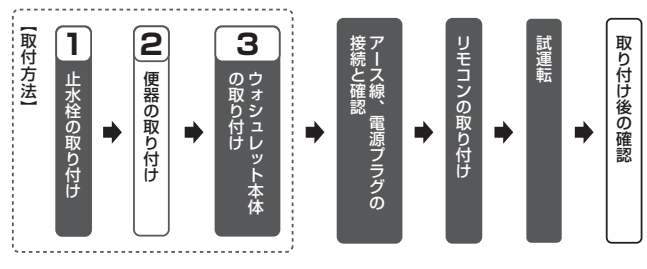 【取付方法】
1
止水栓の取り付け
2
便器の取り付け
3
ウォシュレット本体
の取り付け
アース線、電源プラグの
接続と確認
リモコンの取り付け
試運転
取り付け後の確認